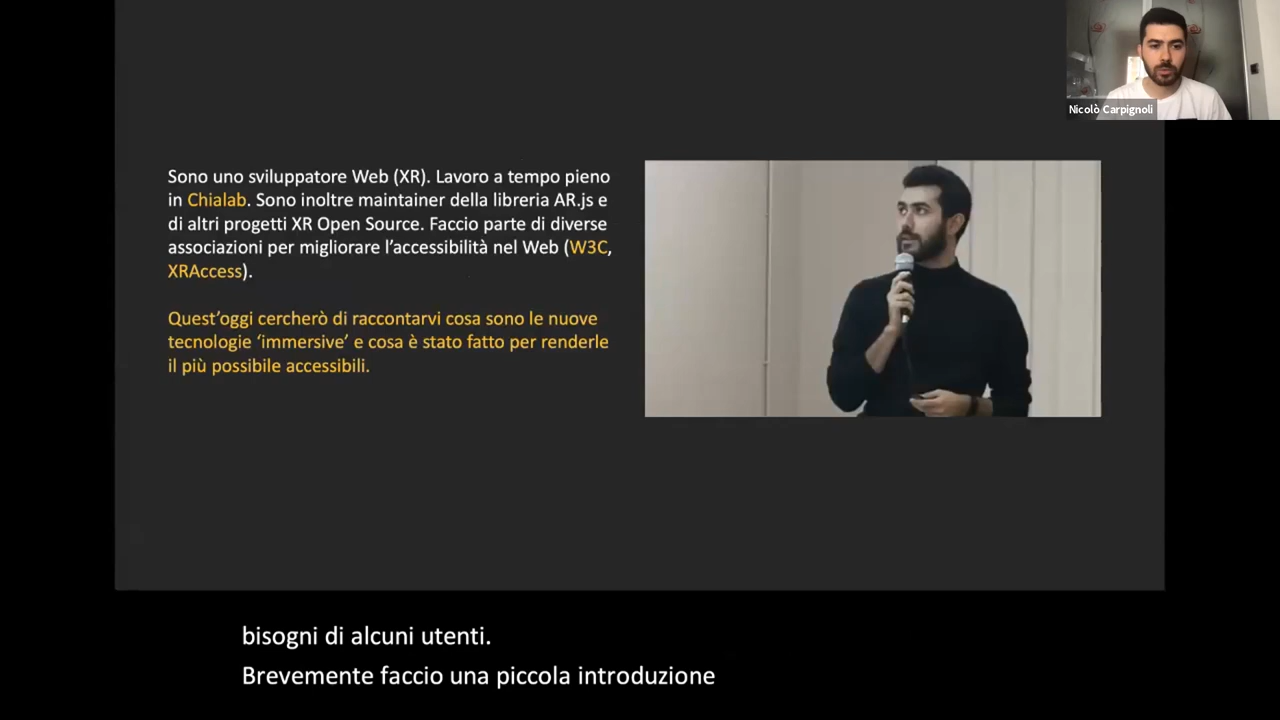 Nicolò Carpignoli
Sono uno sviluppatore Web (XR). Lavoro a tempo pieno
in Chialab. Sono inoltre maintainer della libreria AR.js e
di altri progetti XR Open Source. Faccio parte di diverse
associazioni per migliorare l’accessibilità nel Web (W3C,
XRAccess).
Quest’oggi cercherò di raccontarvi cosa sono le nuove
tecnologie ‘immersive’ e cosa è stato fatto per renderle
il più possibile accessibili.
bisogni di alcuni utenti.
Brevemente faccio una piccola introduzione